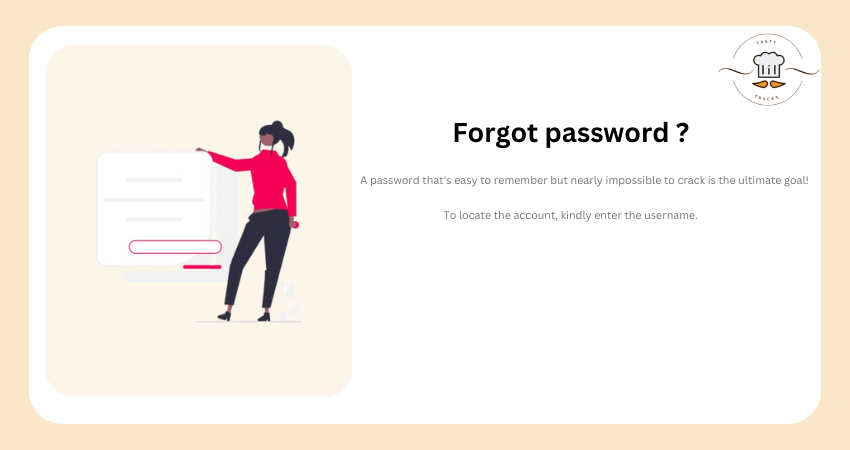 TASTY
TRACKS
Forgot password ?
A password that's easy to remember but nearly impossible to crack is the ultimate goal!
To locate the account, kindly enter the username.